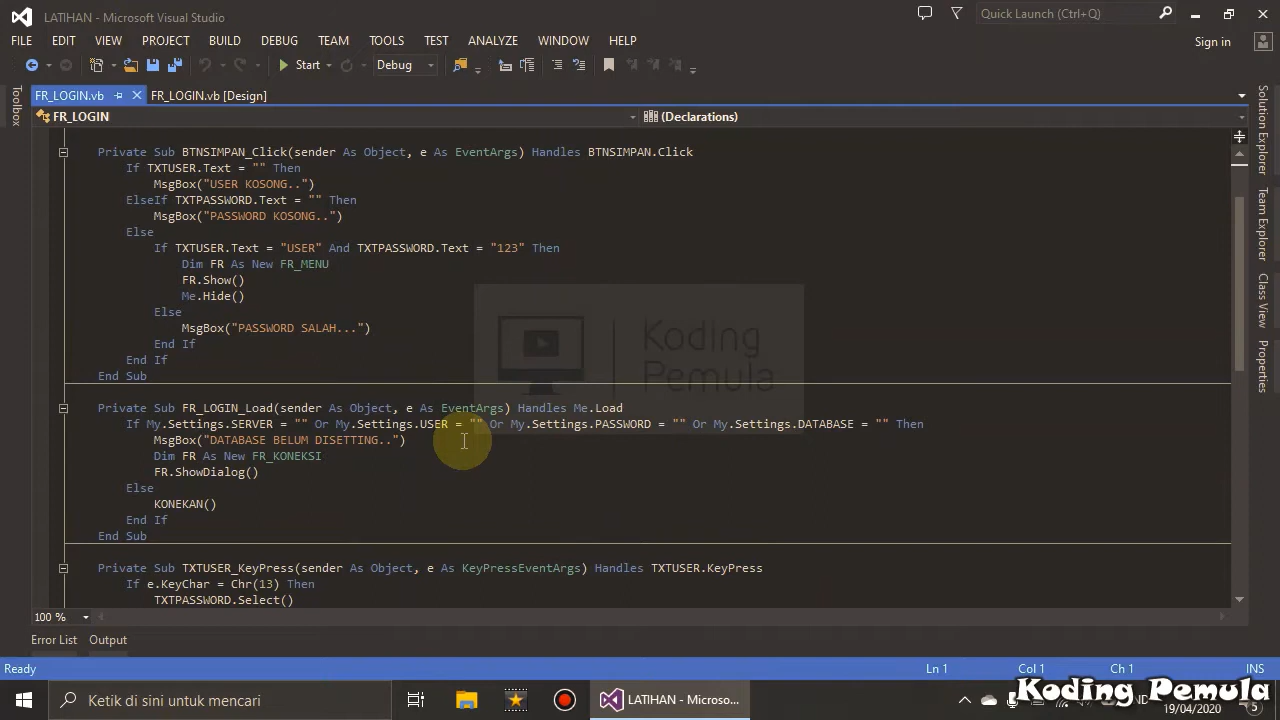 LATIHAN - Microsoft Visual Studio
Quick Launch (Ctrl+Q)
FILE EDIT VIEW PROJECT BUILD DEBUG TEAM TOOLS TEST ANALYZE WINDOW HELP
Sign in
Start Debug
FR_LOGIN.vb FR_LOGIN.vb [Design]
FR_LOGIN (Declarations)
Private Sub BTNSIMPAN_Click(sender As Object, e As EventArgs) Handles BTNSIMPAN.Click
If TXTUSER.Text = "" Then
MsgBox("USER KOSONG..")
ElseIf TXTPASSWORD.Text = "" Then
MsgBox("PASSWORD KOSONG..")
Else
If TXTUSER.Text = "USER" And TXTPASSWORD.Text = "123" Then
Dim FR As New FR_MENU
FR.Show()
Me.Hide()
Else
MsgBox("PASSWORD SALAH...")
End If
End If
End Sub
Private Sub FR_LOGIN_Load(sender As Object, e As EventArgs) Handles Me.Load
If My.Settings.SERVER = "" Or My.Settings.USER = "" Or My.Settings.PASSWORD = "" Or My.Settings.DATABASE = "" Then
MsgBox("DATABASE BELUM DISETTING..")
Dim FR As New FR_KONEKSI
FR.ShowDialog()
Else
KONEKAN()
End If
End Sub
Private Sub TXTUSER_KeyPress(sender As Object, e As KeyPressEventArgs) Handles TXTUSER.KeyPress
If e.KeyChar = Chr(13) Then
TXTPASSWORD.Select()
Koding
Pemula
Toolbox
Solution Explorer
Team Explorer
Class View
Properties
100 %
Error List Output
Ready Ln 1 Col 1 Ch 1 INS
Ketik di sini untuk mencari
LATIHAN - Microso...
Koding Pemula
19/04/2020
5